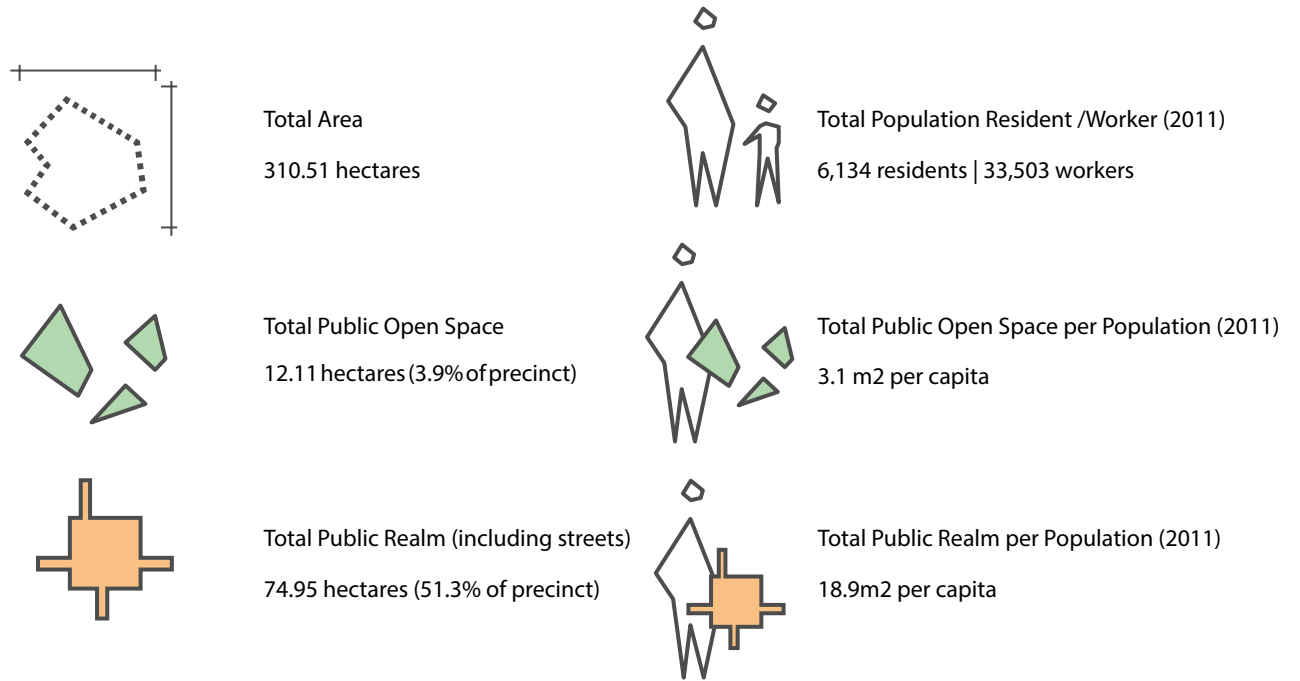 Total Area
310.51 hectares
Total Population Resident /Worker (2011)
6,134 residents | 33,503 workers
Total Public Open Space
12.11 hectares (3.9% of precinct)
Total Public Open Space per Population (2011)
3.1 m2 per capita
Total Public Realm (including streets)
74.95 hectares (51.3% of precinct)
Total Public Realm per Population (2011)
18.9m2 per capita